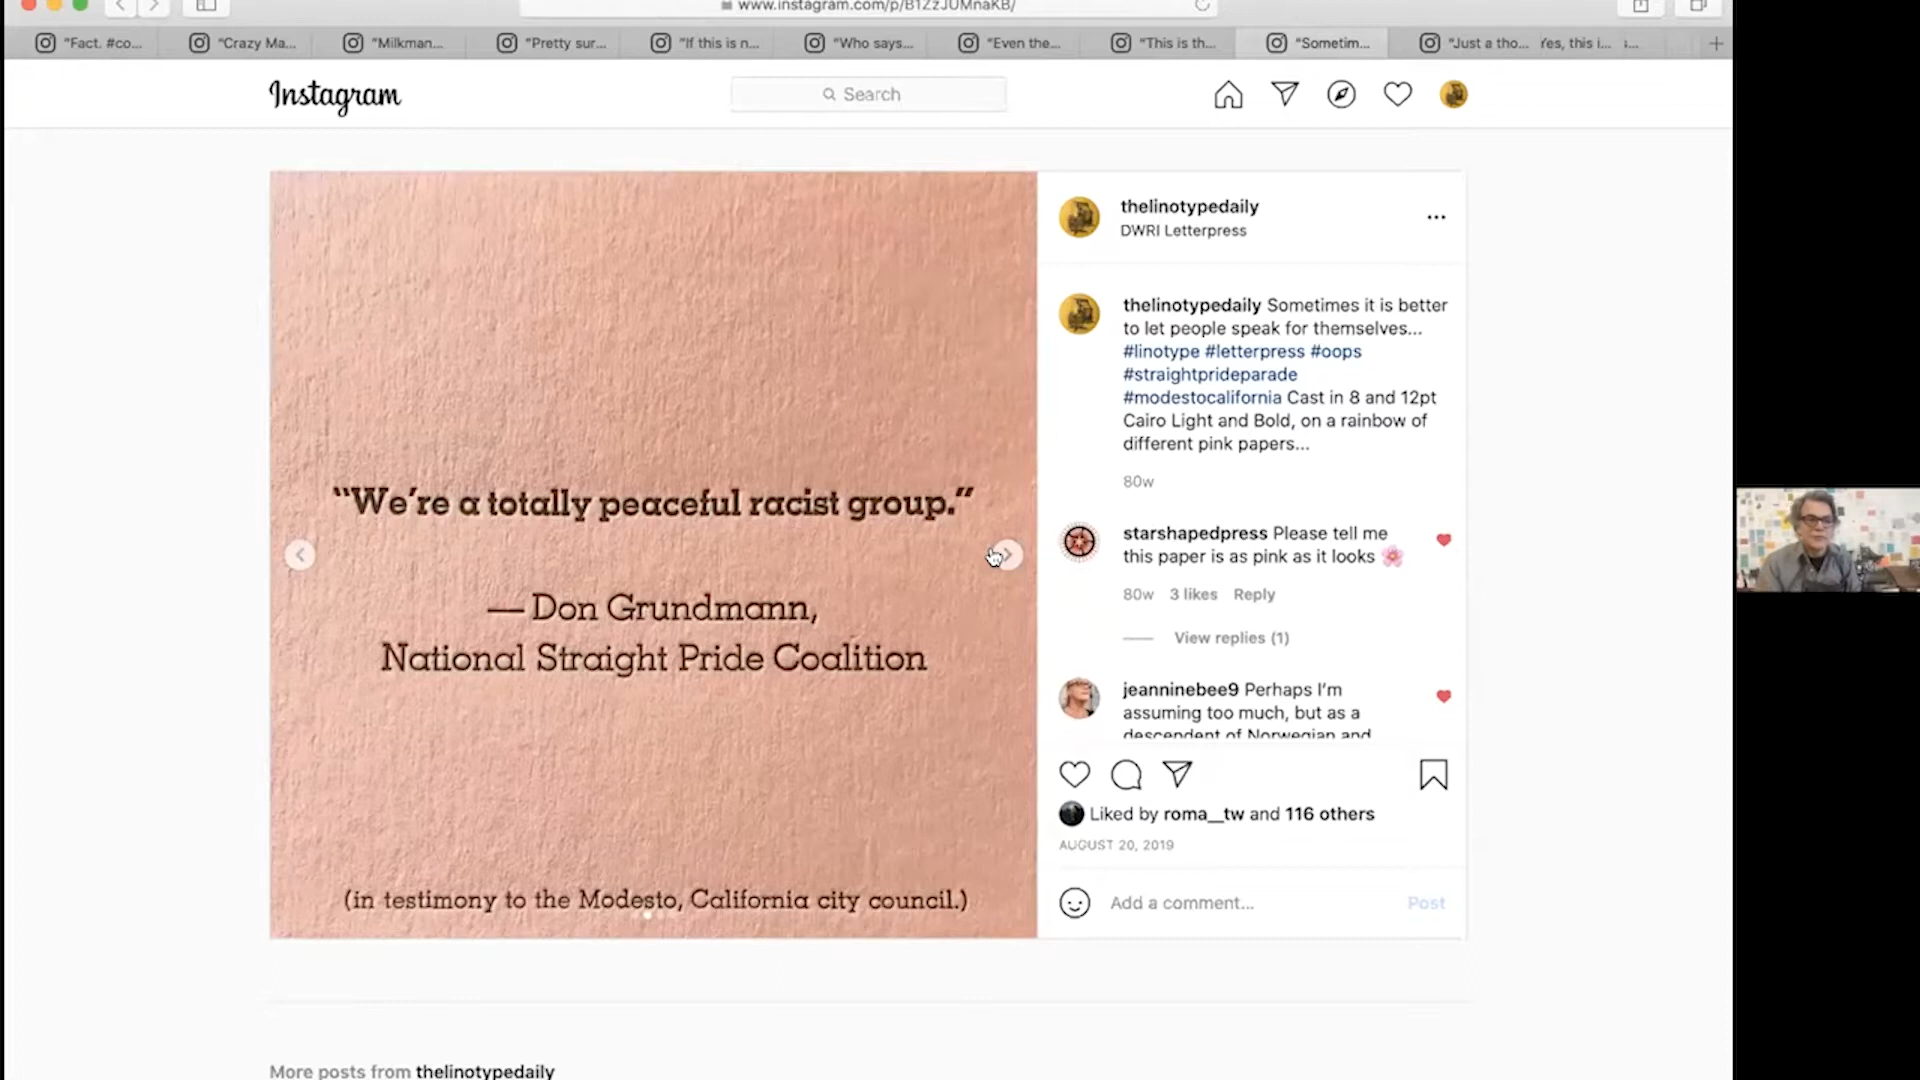 www.instagram.com/p/B1ZzJUMnaKB/
"Fact. #co...
"Crazy Ma...
"Milkman...
"Pretty sur...
"If this is n...
"Who says...
"Even the...
"This is th...
"Sometim...
"Just a tho...
Yes, this i...
Instagram
Search
"We're a totally peaceful racist group."
— Don Grundmann,
National Straight Pride Coalition
(in testimony to the Modesto, California city council.)
thelinotypedaily
DWRI Letterpress
thelinotypedaily Sometimes it is better
to let people speak for themselves...
#linotype #letterpress #oops
#straightprideparade
#modestocalifornia Cast in 8 and 12pt
Cairo Light and Bold, on a rainbow of
different pink papers...
80w
starshapedpress Please tell me
this paper is as pink as it looks 🌸
80w 3 likes Reply
View replies (1)
jeanninebee9 Perhaps I'm
assuming too much, but as a
descendent of Norwegian and
Liked by roma__tw and 116 others
AUGUST 20, 2019
Add a comment... Post
More posts from thelinotypedaily